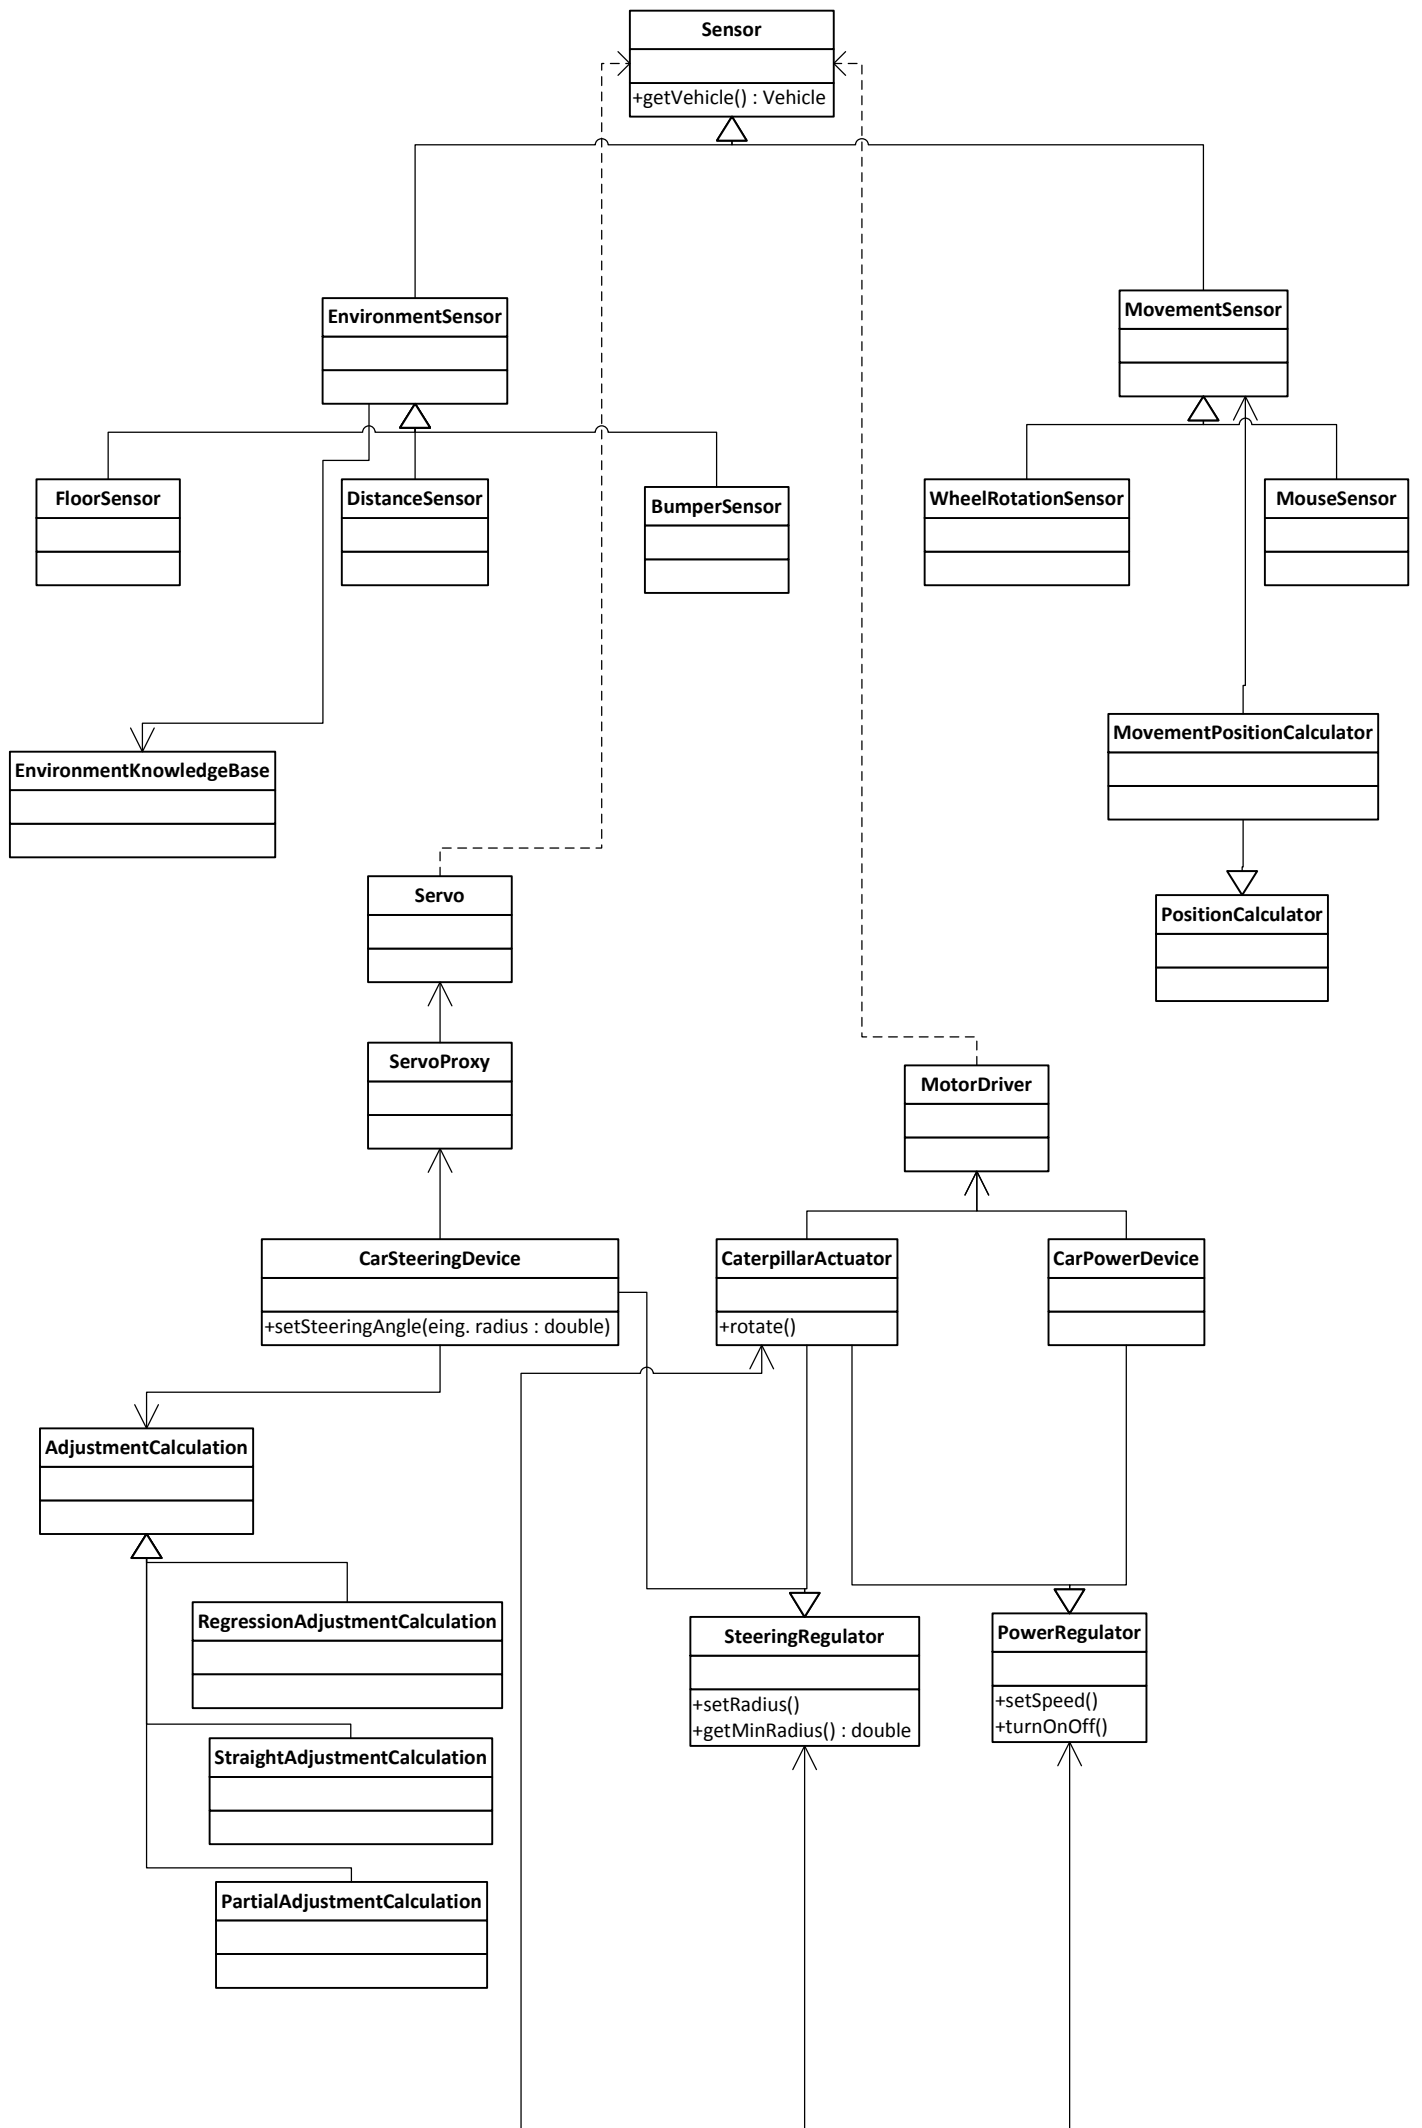 Sensor
+getVehicle() : Vehicle
EnvironmentSensor
MovementSensor
FloorSensor
DistanceSensor
BumperSensor
WheelRotationSensor
MouseSensor
EnvironmentKnowledgeBase
MovementPositionCalculator
Servo
PositionCalculator
ServoProxy
MotorDriver
CarSteeringDevice
+setSteeringAngle(eing. radius : double)
CaterpillarActuator
+rotate()
CarPowerDevice
AdjustmentCalculation
RegressionAdjustmentCalculation
SteeringRegulator
+setRadius()
+getMinRadius() : double
PowerRegulator
+setSpeed()
+turnOnOff()
StraightAdjustmentCalculation
PartialAdjustmentCalculation